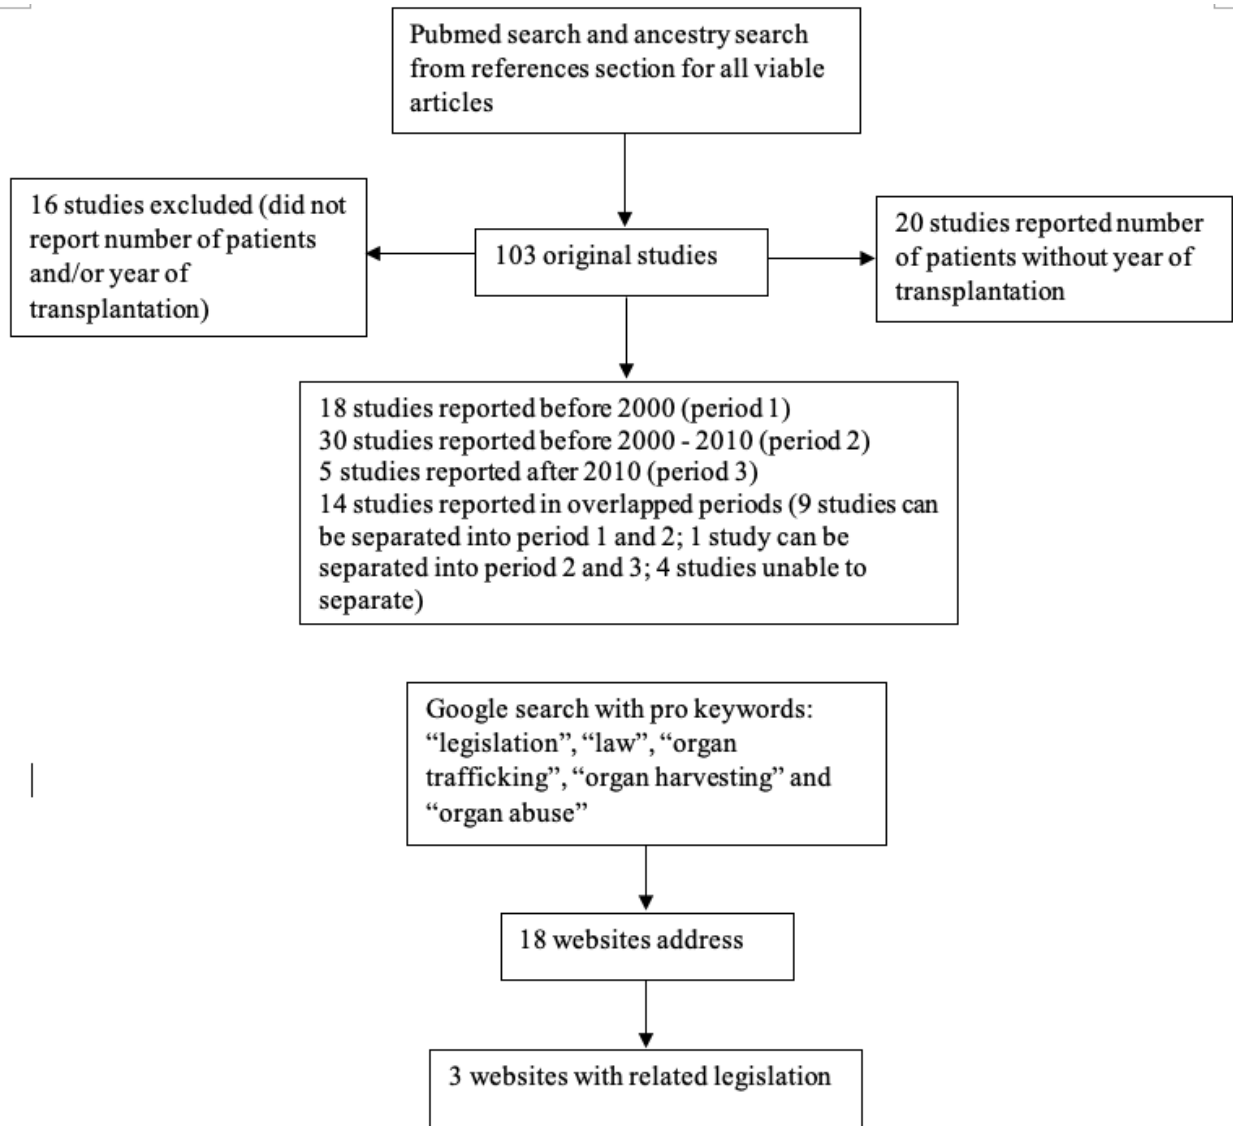 Pubmed search and ancestry search
from references section for all viable
articles
16 studies excluded (did not
report number of patients
and/or year of
transplantation)
103 original studies
20 studies reported number
of patients without year of
transplantation
18 studies reported before 2000 (period 1)
30 studies reported before 2000 - 2010 (period 2)
5 studies reported after 2010 (period 3)
14 studies reported in overlapped periods (9 studies can
be separated into period 1 and 2; 1 study can be
separated into period 2 and 3; 4 studies unable to
separate)
Google search with pro keywords:
“legislation”, “law”, “organ
trafficking”, “organ harvesting” and
“organ abuse”
18 websites address
3 websites with related legislation